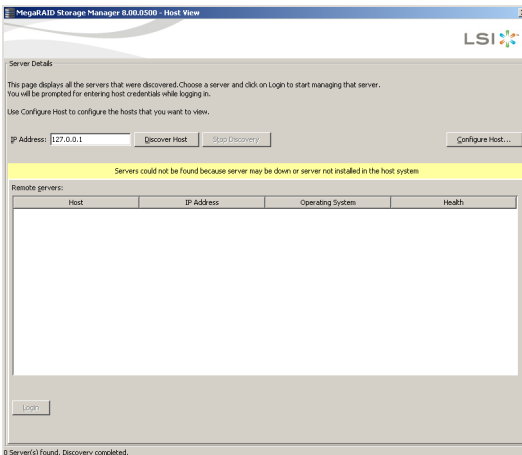 MegaRAID Storage Manager 8.00.0500 - Host View
LSI
Server Details
This page displays all the servers that were discovered.Choose a server and click on Login to start managing that server.
You will be prompted for entering host credentials while logging in.
Use Configure Host to configure the hosts that you want to view.
IP Address: 127.0.0.1 Discover Host Stop Discovery Configure Host...
Servers could not be found because server may be down or server not installed in the host system
Remote servers:
Host IP Address Operating System Health
Login
0 Server(s) found. Discovery completed.